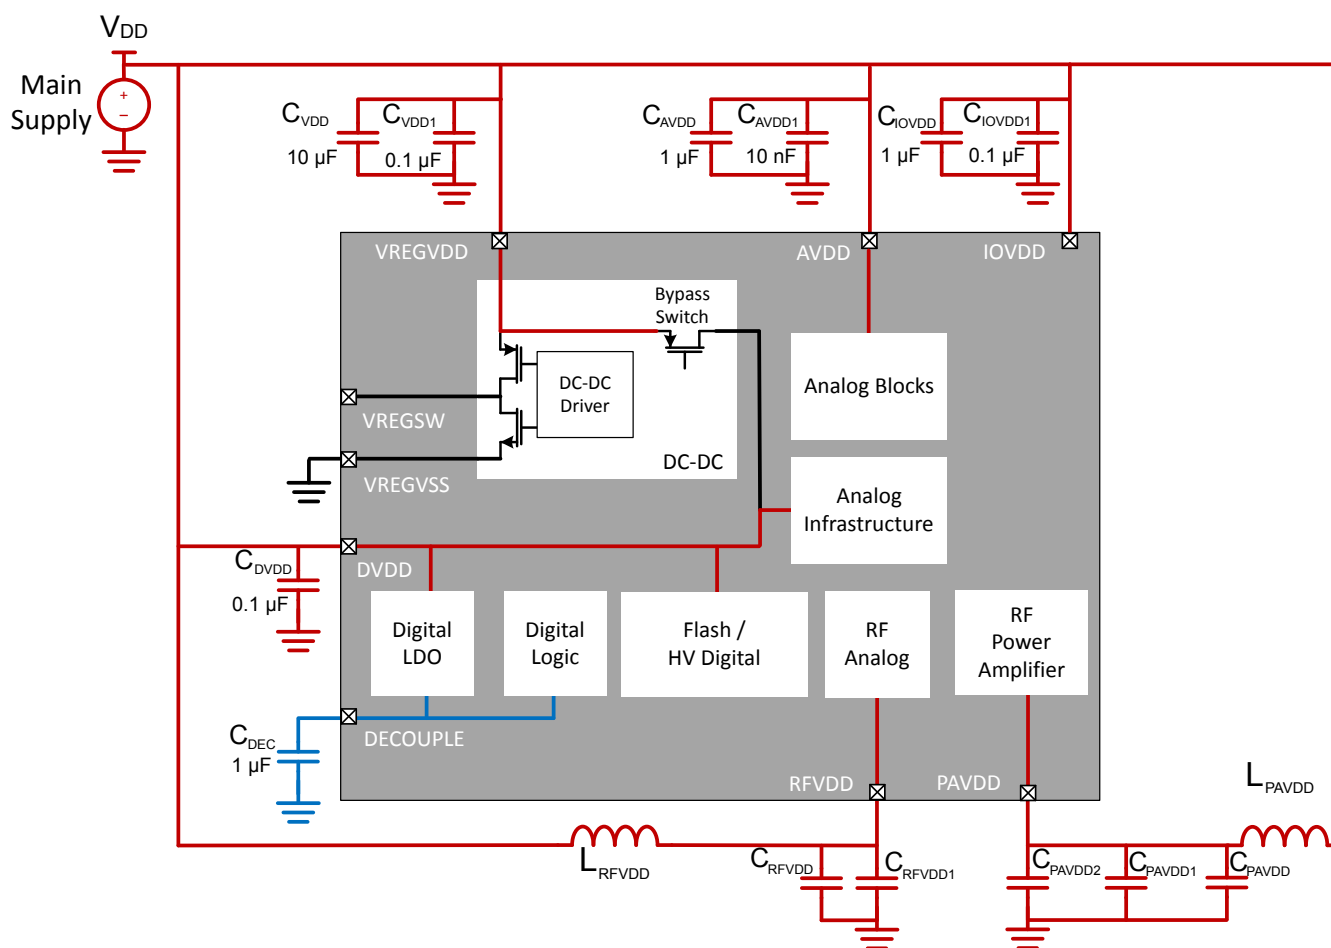 VDD
Main
Supply
+
−
CVDD
10 µF
CVDD1
0.1 µF
CAVDD
1 µF
CAVDD1
10 nF
CIOVDD
1 µF
CIOVDD1
0.1 µF
VREGVDD
AVDD
IOVDD
Bypass
Switch
DC-DC
Driver
DC-DC
VREGSW
VREGVSS
Analog Blocks
Analog
Infrastructure
CDVDD
0.1 µF
DVDD
Digital
LDO
Digital
Logic
Flash /
HV Digital
RF
Analog
RF
Power
Amplifier
CDEC
1 µF
DECOUPLE
RFVDD
PAVDD
LPAVDD
LRFVDD
CRFVDD
CRFVDD1
CPAVDD2
CPAVDD1
CPAVDD